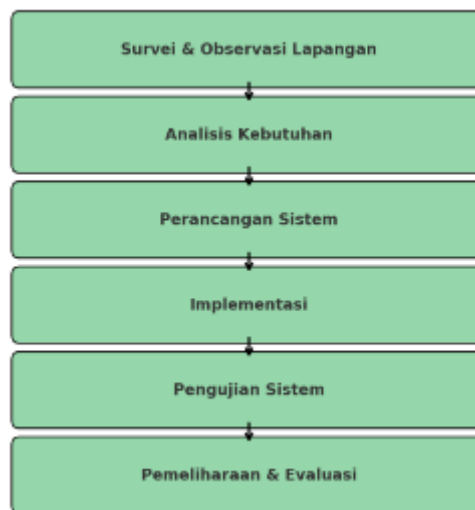 Survei & Observasi Lapangan
Analisis Kebutuhan
Perancangan Sistem
Implementasi
Pengujian Sistem
Pemeliharaan & Evaluasi